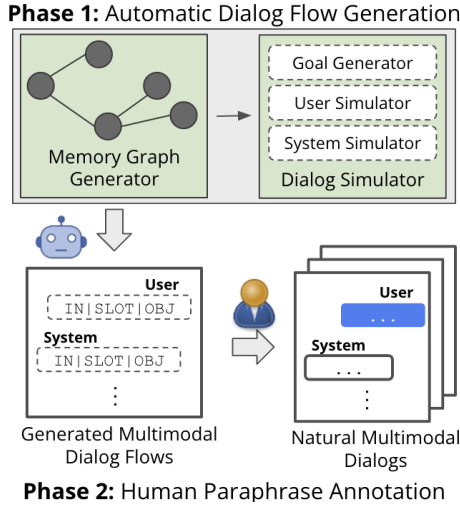 Phase 1: Automatic Dialog Flow Generation
Memory Graph
Generator
Goal Generator
User Simulator
System Simulator
Dialog Simulator
User
IN|SLOT|OBJ
System
IN|SLOT|OBJ
⋮
Generated Multimodal
Dialog Flows
User
...
System
...
⋮
Natural Multimodal
Dialogs
Phase 2: Human Paraphrase Annotation